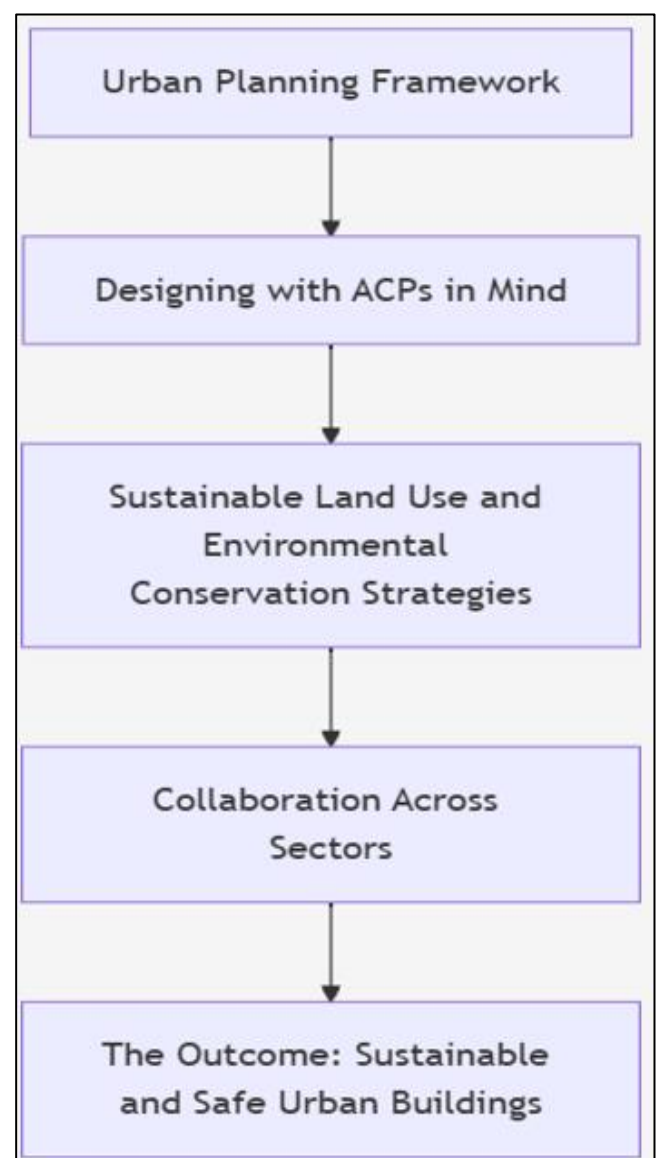 Urban Planning Framework
Designing with ACPs in Mind
Sustainable Land Use and
Environmental
Conservation Strategies
Collaboration Across
Sectors
The Outcome: Sustainable
and Safe Urban Buildings